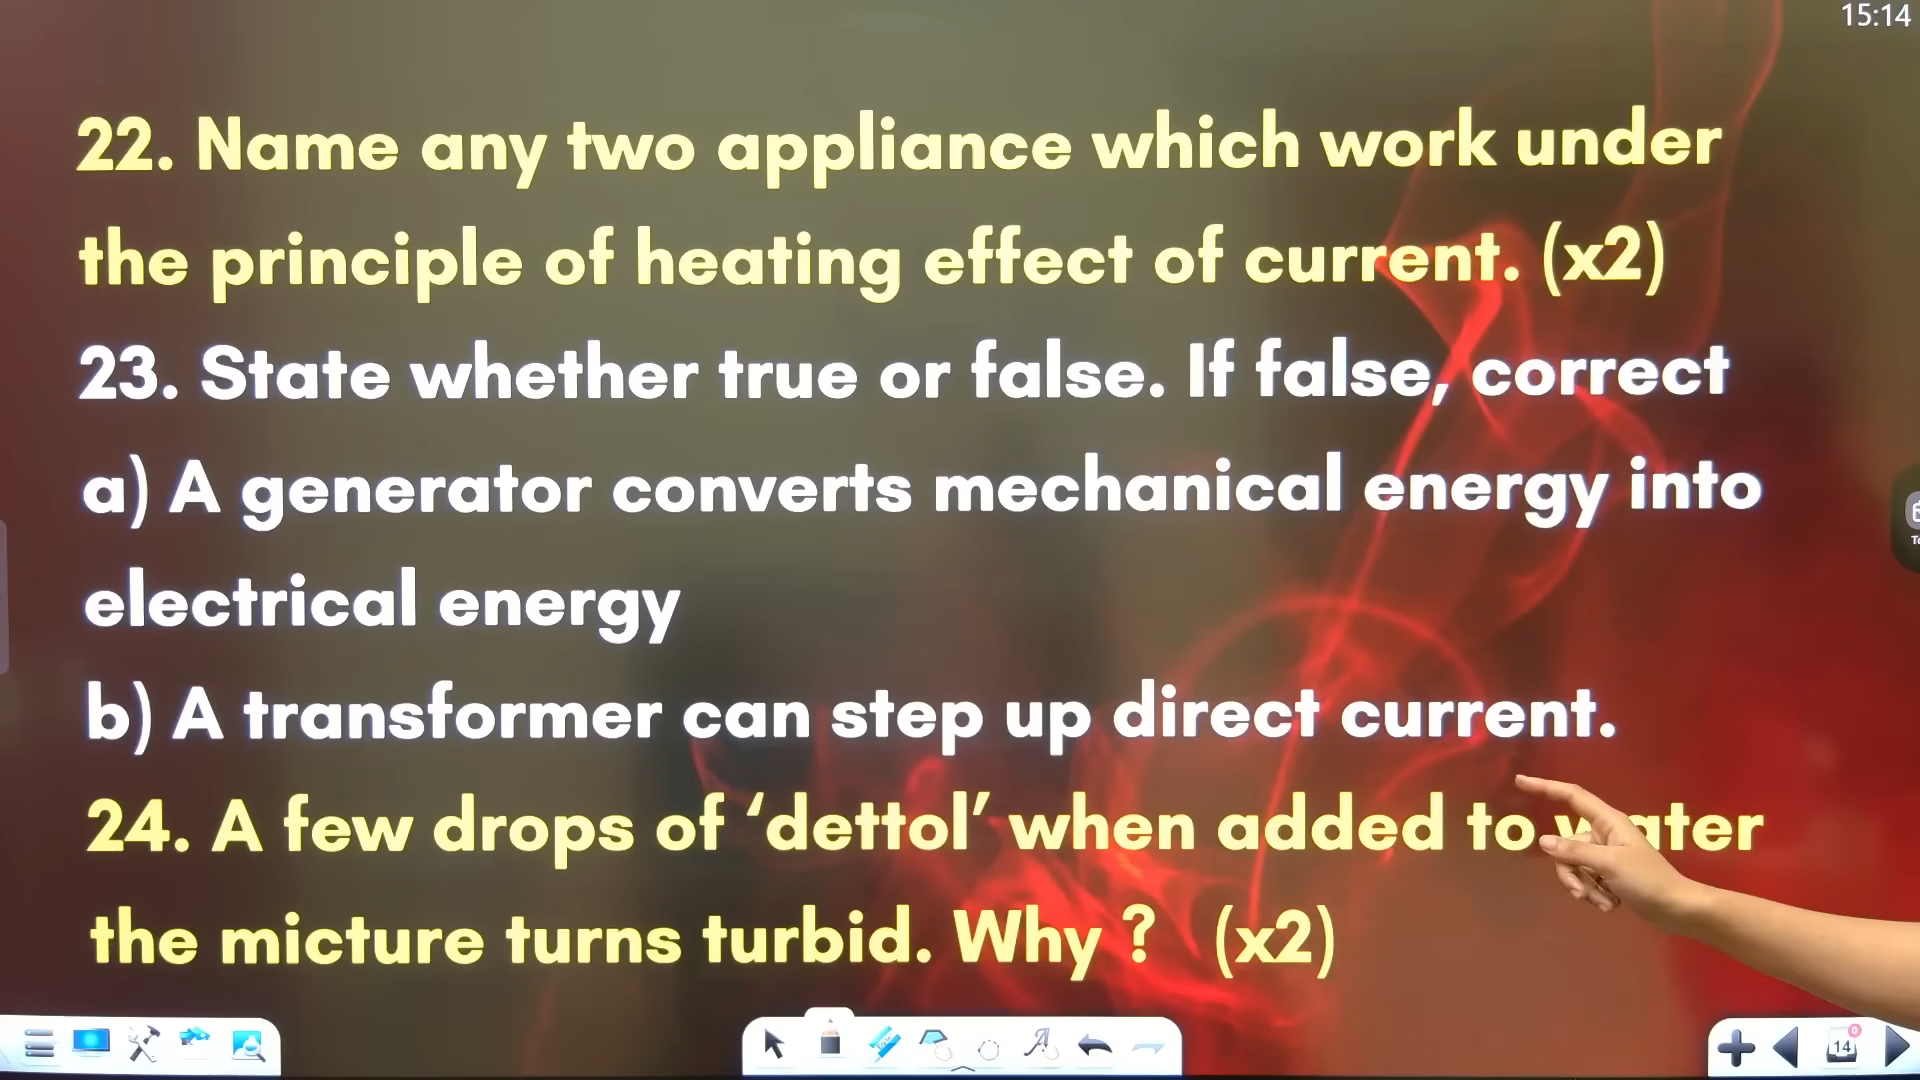 15:14
22. Name any two appliance which work under
the principle of heating effect of current. (x2)
23. State whether true or false. If false, correct
a) A generator converts mechanical energy into
electrical energy
b) A transformer can step up direct current.
24. A few drops of ‘dettol’ when added to water
the micture turns turbid. Why ? (x2)
14
0